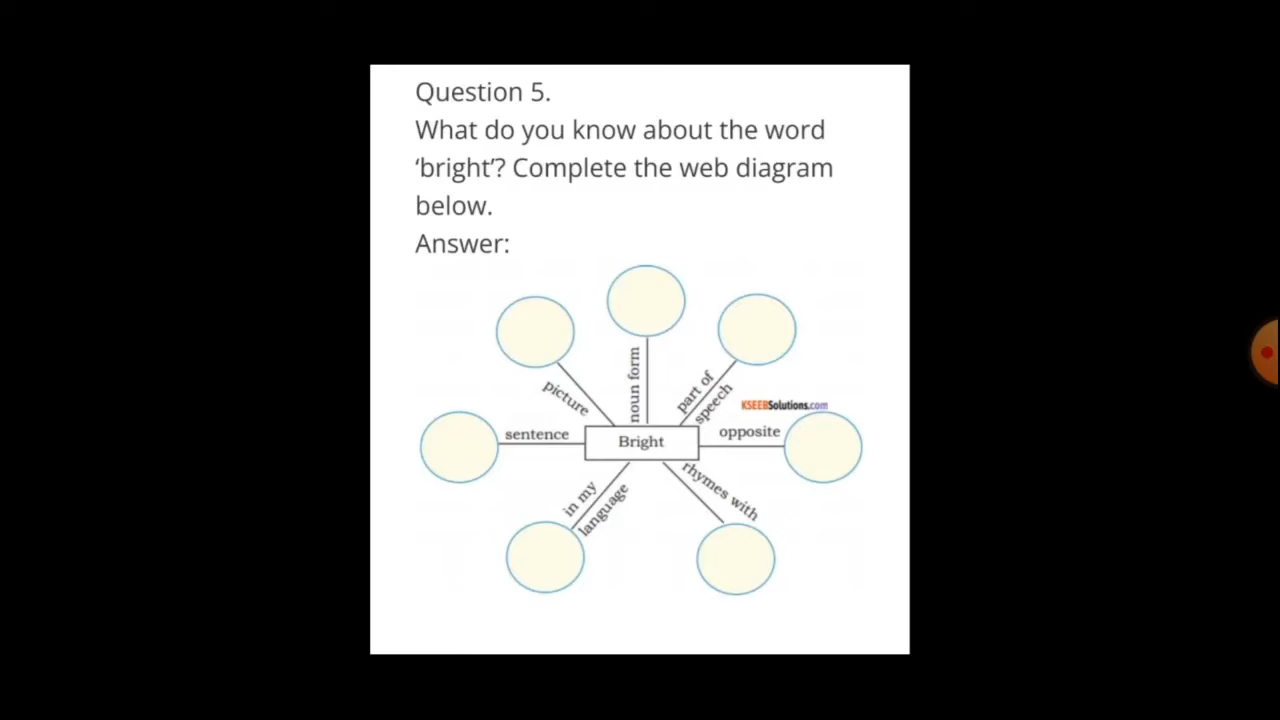 Question 5.
What do you know about the word
‘bright’? Complete the web diagram
below.
Answer:
noun form
part of
speech
picture
KSEEBSolutions.com
sentence
Bright
opposite
in my
language
rhymes with